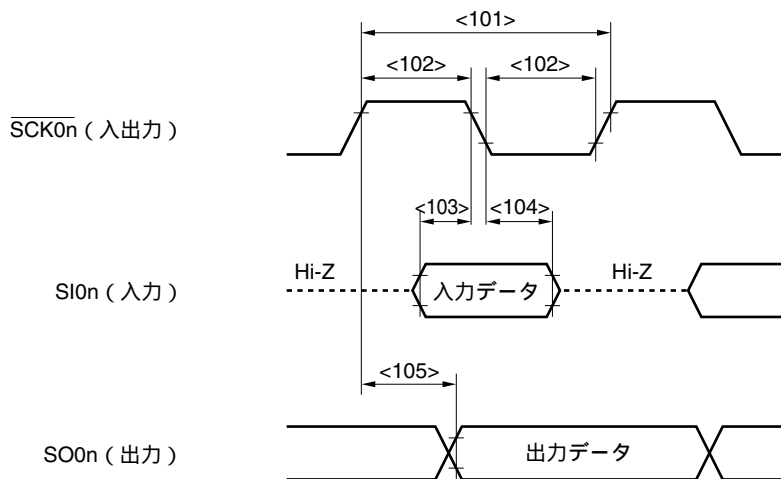 <101>
<102> <102>
SCK0n（入出力）
<103> <104>
Hi-Z Hi-Z
SI0n（入力） 入力データ
<105>
SO0n（出力） 出力データ